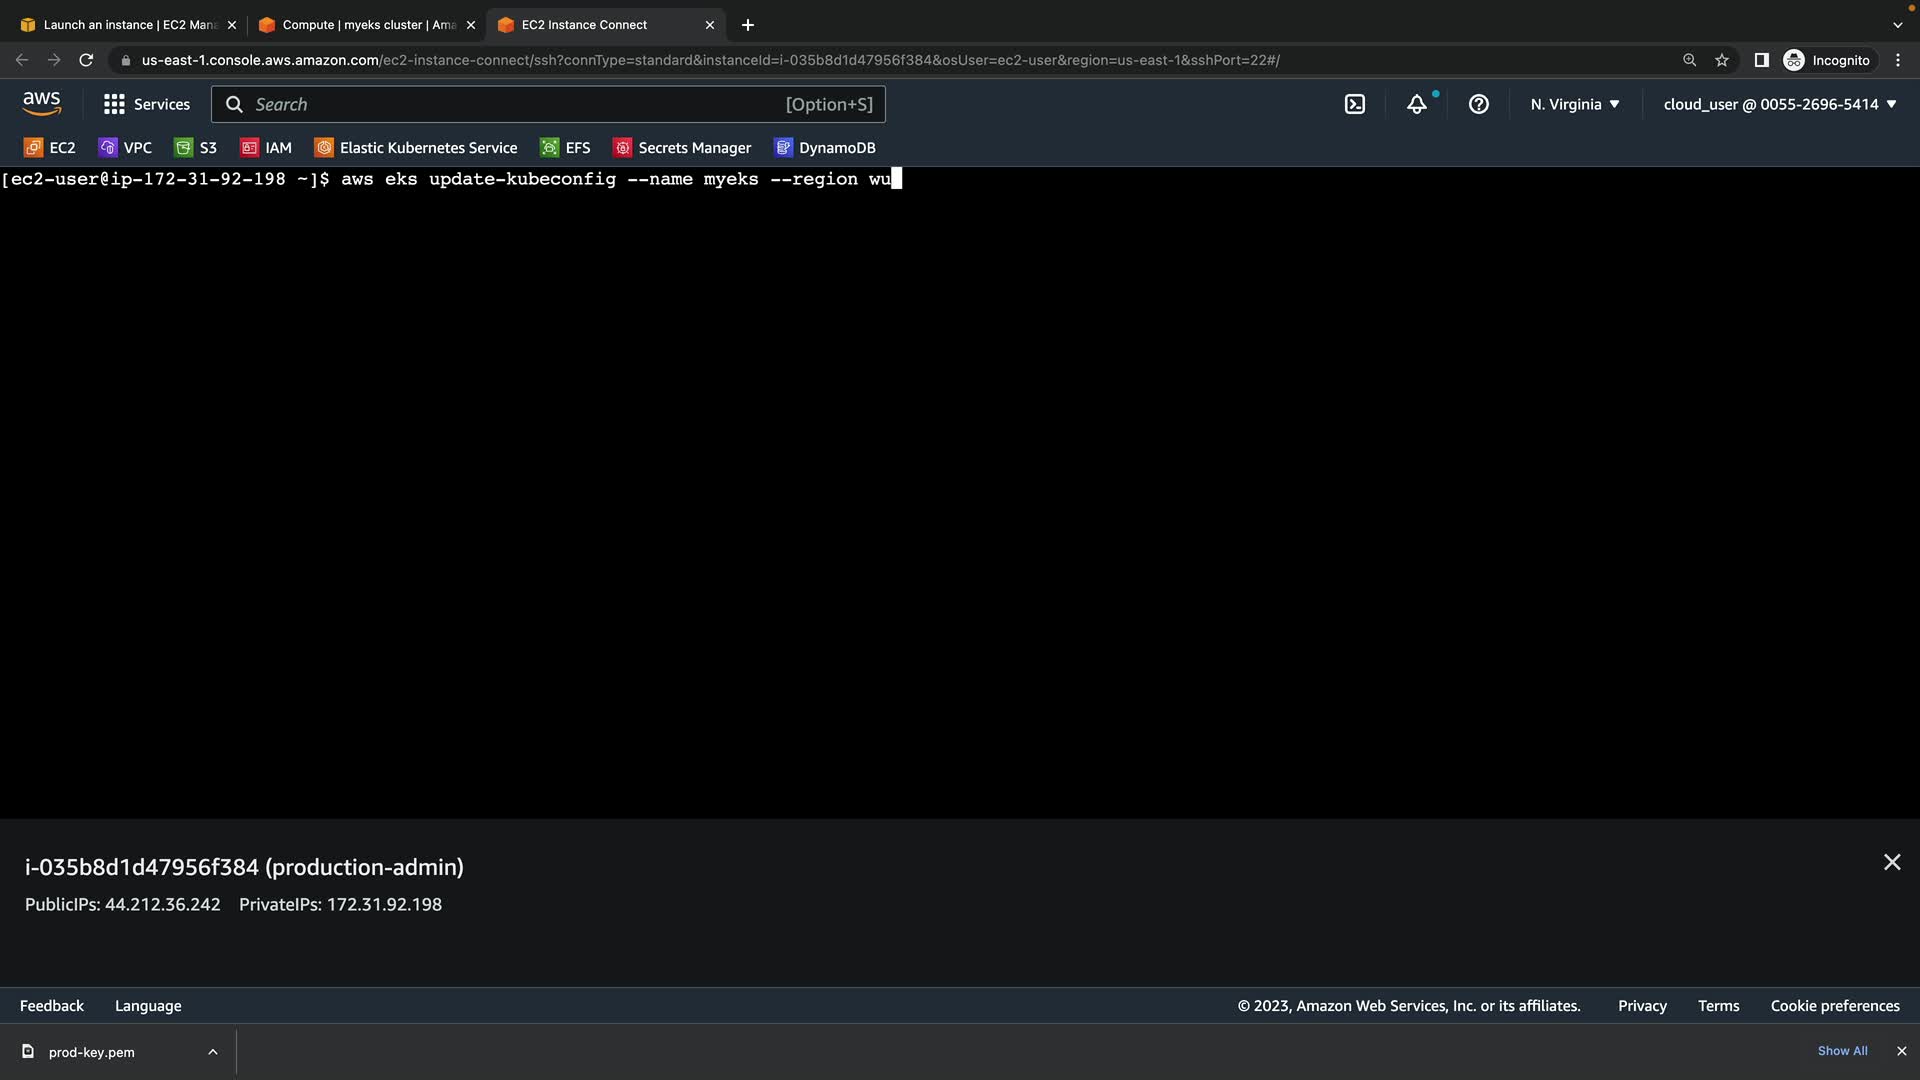 Launch an instance | EC2 Mana
Compute | myeks cluster | Ama
EC2 Instance Connect
us-east-1.console.aws.amazon.com/ec2-instance-connect/ssh?connType=standard&instanceId=i-035b8d1d47956f384&osUser=ec2-user&region=us-east-1&sshPort=22#/
Incognito
aws
Services
Search
[Option+S]
N. Virginia
cloud_user @ 0055-2696-5414
EC2
VPC
S3
IAM
Elastic Kubernetes Service
EFS
Secrets Manager
DynamoDB
[ec2-user@ip-172-31-92-198 ~]$ aws eks update-kubeconfig --name myeks --region wu
i-035b8d1d47956f384 (production-admin)
PublicIPs: 44.212.36.242 PrivateIPs: 172.31.92.198
Feedback
Language
© 2023, Amazon Web Services, Inc. or its affiliates.
Privacy
Terms
Cookie preferences
prod-key.pem
Show All